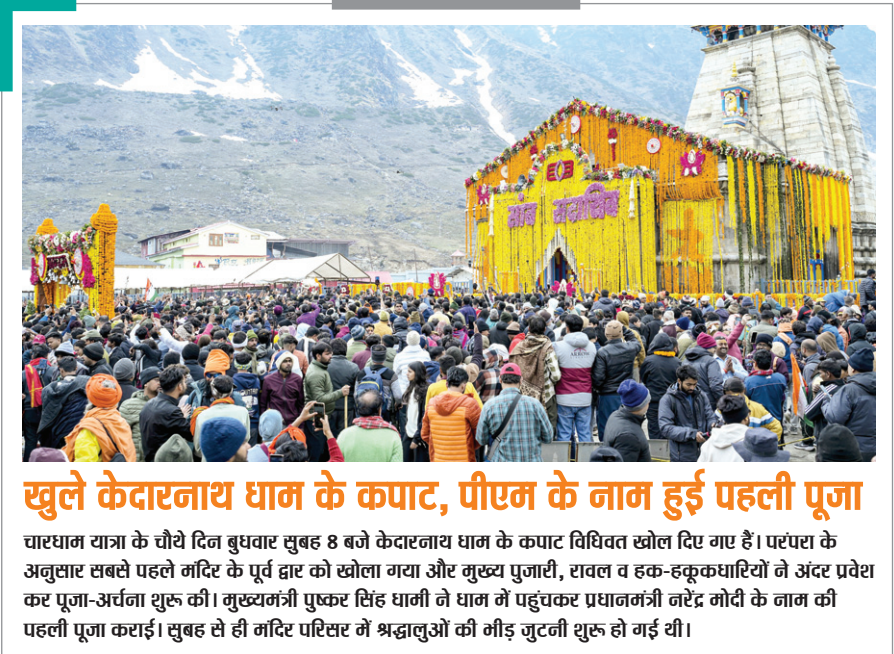 सांब सदाशिव
खुले केदारनाथ धाम के कपाट, पीएम के नाम हुई पहली पूजा
चारधाम यात्रा के चौथे दिन बुधवार सुबह 8 बजे केदारनाथ धाम के कपाट विधिवत खोल दिए गए हैं। परंपरा के
अनुसार सबसे पहले मंदिर के पूर्व द्वार को खोला गया और मुख्य पुजारी, रावल व हक-हकूकधारियों ने अंदर प्रवेश
कर पूजा-अर्चना शुरू की। मुख्यमंत्री पुष्कर सिंह धामी ने धाम में पहुंचकर प्रधानमंत्री नरेंद्र मोदी के नाम की
पहली पूजा कराई। सुबह से ही मंदिर परिसर में श्रद्धालुओं की भीड़ जुटनी शुरू हो गई थी।